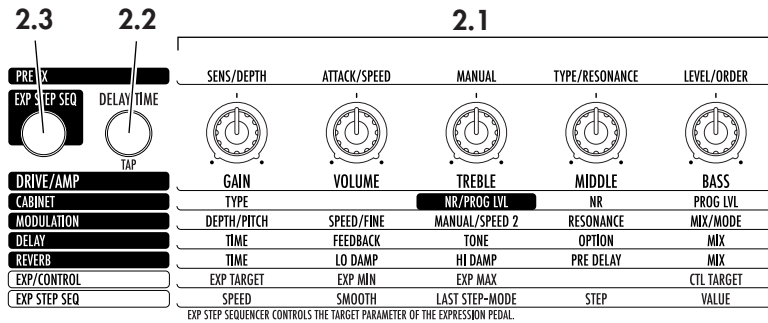 2.3 2.2 2.1
PRE FX SENS/DEPTH ATTACK/SPEED MANUAL TYPE/RESONANCE LEVEL/ORDER
EXP STEP SEQ DELAY TIME
TAP
DRIVE/AMP GAIN VOLUME TREBLE MIDDLE BASS
CABINET TYPE NR/PROG LVL NR PROG LVL
MODULATION DEPTH/PITCH SPEED/FINE MANUAL/SPEED 2 RESONANCE MIX/MODE
DELAY TIME FEEDBACK TONE OPTION MIX
REVERB TIME LO DAMP HI DAMP PRE DELAY MIX
EXP/CONTROL EXP TARGET EXP MIN EXP MAX CTL TARGET
EXP STEP SEQ SPEED SMOOTH LAST STEP-MODE STEP VALUE
EXP STEP SEQUENCER CONTROLS THE TARGET PARAMETER OF THE EXPRESSION PEDAL.